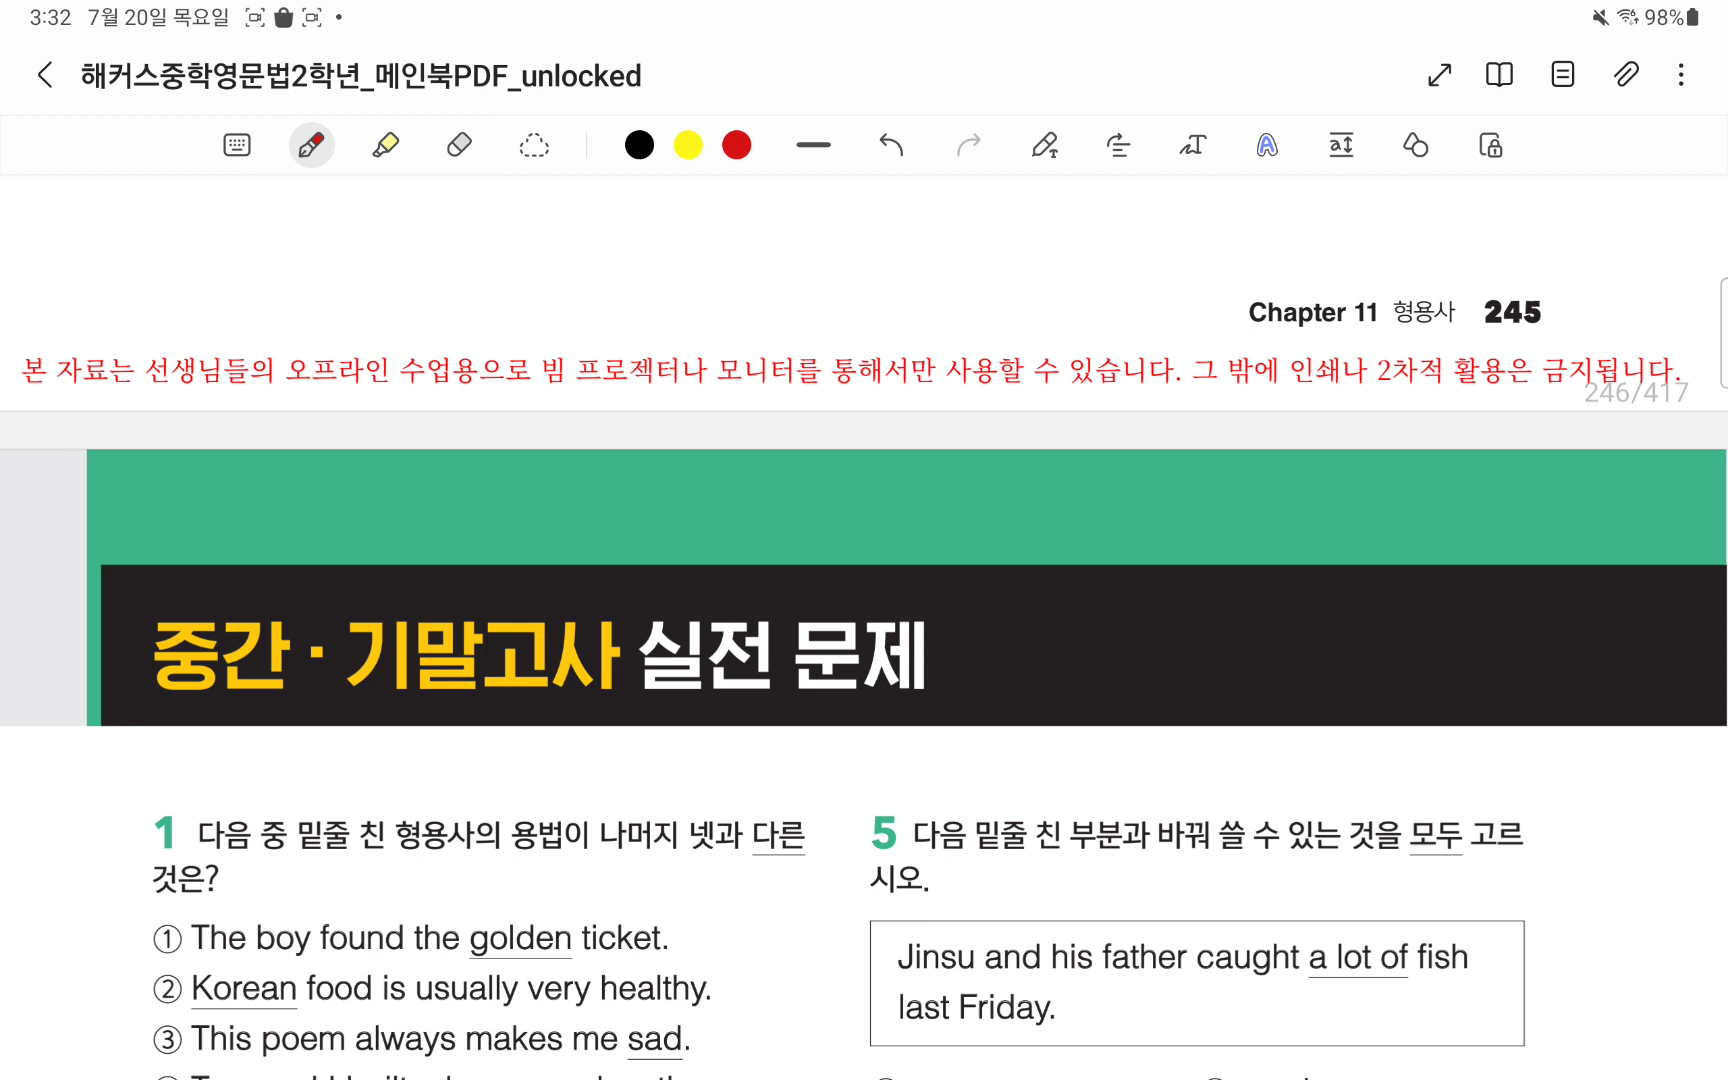 3:32 7월 20일 목요일
98%
해커스중학영문법2학년_메인북PDF_unlocked
Chapter 11 형용사 245
본 자료는 선생님들의 오프라인 수업용으로 빔 프로젝터나 모니터를 통해서만 사용할 수 있습니다. 그 밖에 인쇄나 2차적 활용은 금지됩니다.
246/417
중간·기말고사 실전 문제
1 다음 중 밑줄 친 형용사의 용법이 나머지 넷과 다른
것은?
① The boy found the golden ticket.
② Korean food is usually very healthy.
③ This poem always makes me sad.
5 다음 밑줄 친 부분과 바꿔 쓸 수 있는 것을 모두 고르
시오.
Jinsu and his father caught a lot of fish
last Friday.